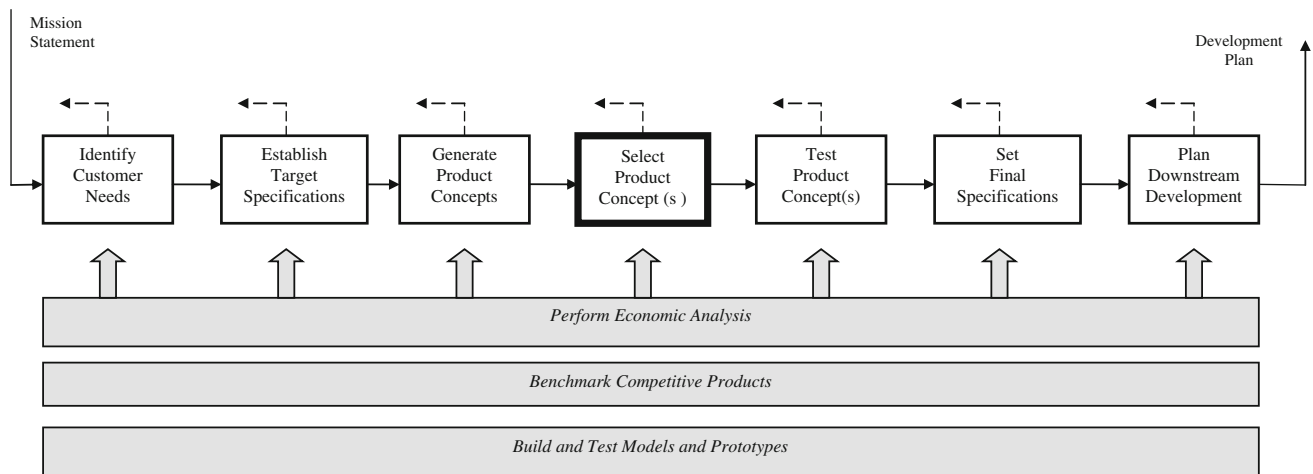 Mission
Statement
Development
Plan
Identify
Customer
Needs
Establish
Target
Specifications
Generate
Product
Concepts
Select
Product
Concept (s )
Test
Product
Concept(s)
Set
Final
Specifications
Plan
Downstream
Development
Perform Economic Analysis
Benchmark Competitive Products
Build and Test Models and Prototypes